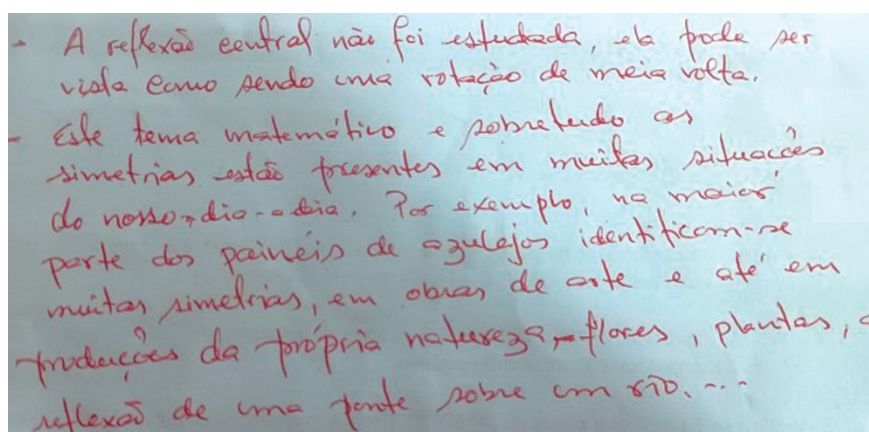 - A reflexão central não foi estudada, ela pode ser
vista como sendo uma rotação de meia volta.
- Este tema matemático e sobretudo as
simetrias estão presentes em muitas situações
do nosso dia-a-dia. Por exemplo, na maior
parte dos painéis de azulejos identificam-se
muitas simetrias, em obras de arte e até em
produções da própria natureza - flores, plantas, a
reflexão de uma ponte sobre um rio. ...